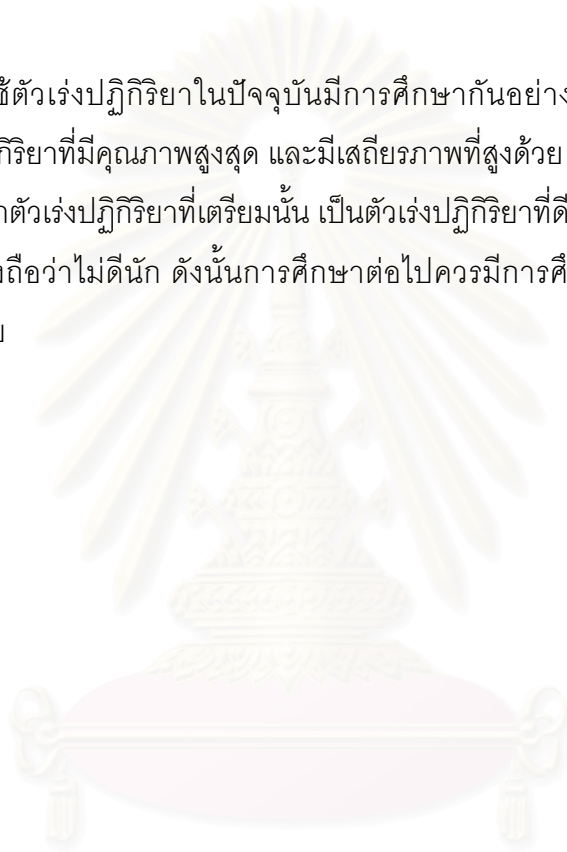 ช้ตัวเร่งปฏิกิริยาในปัจจุบันมีการศึกษากันอย่าง
กิริยาที่มีคุณภาพสูงสุด และมีเสถียรภาพที่สูงด้วย
าตัวเร่งปฏิกิริยาที่เตรียมนั้น เป็นตัวเร่งปฏิกิริยาที่ดี
งถือว่าไม่ดีนัก ดังนั้นการศึกษาต่อไปควรมีการศึ
ย